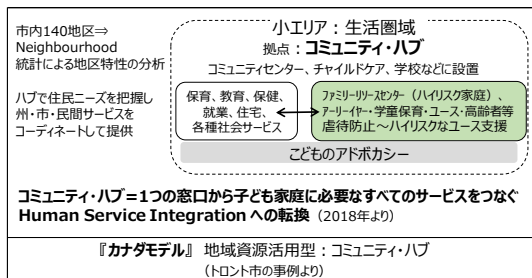 市内140地区⇒
Neighbourhood
統計による地区特性の分析
ハブで住民ニーズを把握し
州・市・民間サービスを
コーディネートして提供
小エリア：生活圏域
拠点：コミュニティ・ハブ
コミュニティセンター、チャイルドケア、学校などに設置
保育、教育、保健、
就業、住宅、
各種社会サービス
ファミリーリソースセンター（ハイリスク家庭）、
アーリーイヤー・学童保育・ユース・高齢者等
虐待防止～ハイリスクなユース支援
こどものアドボカシー
コミュニティ・ハブ＝1つの窓口から子ども家庭に必要なすべてのサービスをつなぐ
Human Service Integration への転換（2018年より）
『カナダモデル』地域資源活用型：コミュニティ・ハブ
（トロント市の事例より）